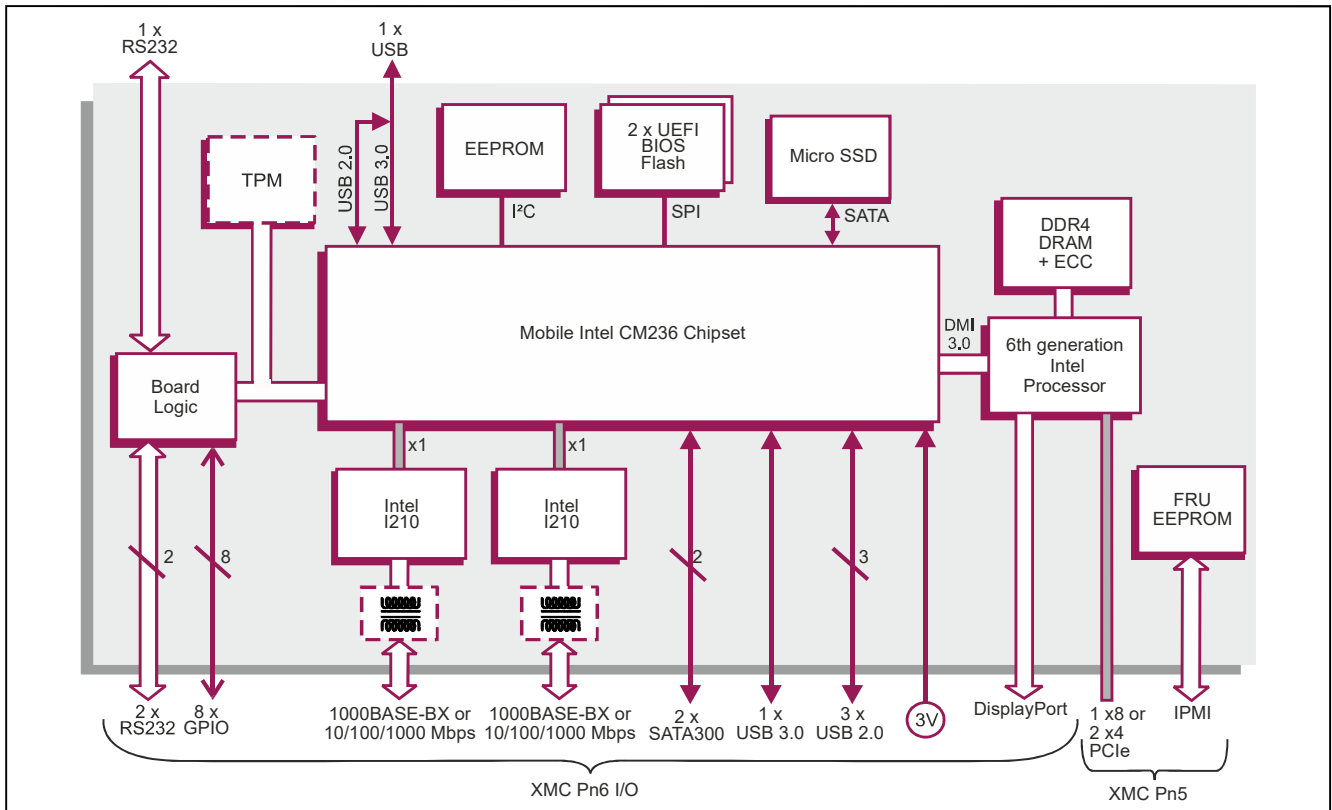 1 x
RS232
1 x
USB
USB 2.0
USB 3.0
TPM
EEPROM
I²C
2 x UEFI
BIOS
Flash
SPI
Micro SSD
SATA
DDR4
DRAM
+ ECC
Mobile Intel CM236 Chipset
DMI
3.0
6th generation
Intel
Processor
Board
Logic
x1
x1
Intel
I210
Intel
I210
FRU
EEPROM
2
8
2
3
2 x
RS232
8 x
GPIO
1000BASE-BX or
10/100/1000 Mbps
1000BASE-BX or
10/100/1000 Mbps
2 x
SATA300
1 x
USB 3.0
3 x
USB 2.0
3V
DisplayPort
1 x8 or
2 x4
PCIe
IPMI
XMC Pn6 I/O
XMC Pn5